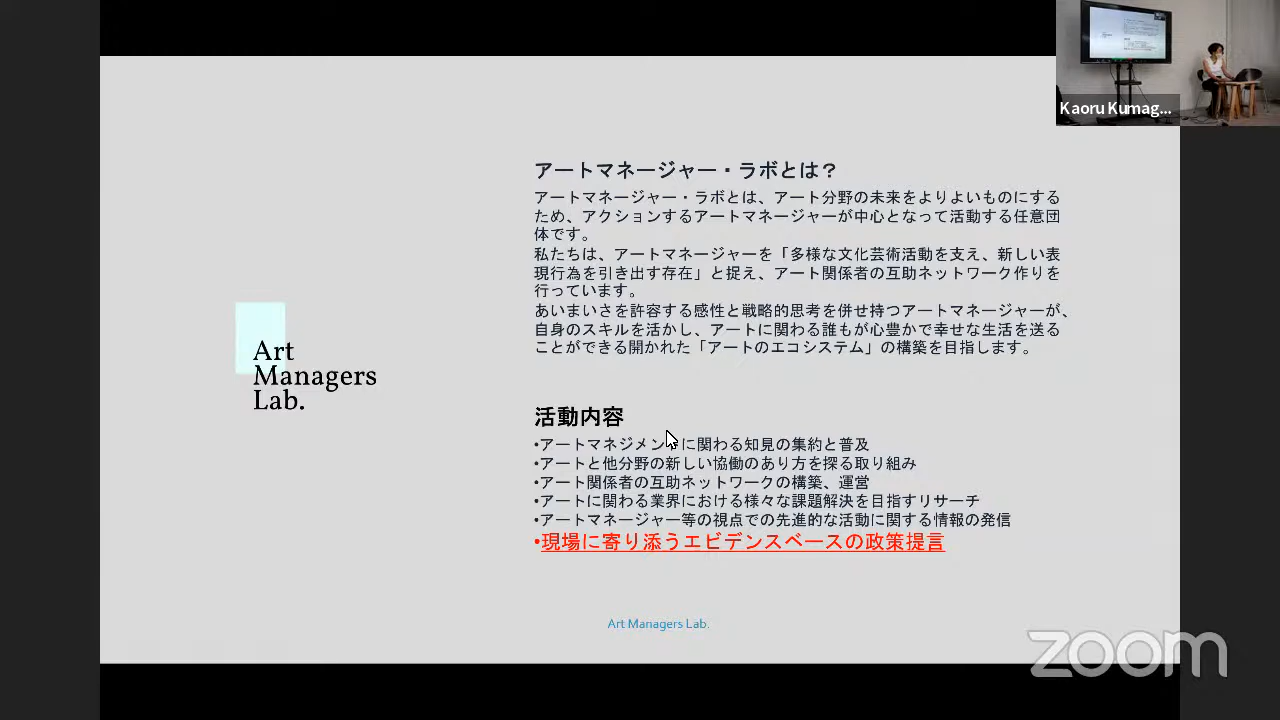 Kaoru Kumag...
アートマネージャー・ラボとは？
アートマネージャー・ラボとは、アート分野の未来をよりよいものにする
ため、アクションするアートマネージャーが中心となって活動する任意団
体です。
私たちは、アートマネージャーを「多様な文化芸術活動を支え、新しい表
現行為を引き出す存在」と捉え、アート関係者の互助ネットワーク作りを
行っています。
あいまいさを許容する感性と戦略的思考を併せ持つアートマネージャーが、
自身のスキルを活かし、アートに関わる誰もが心豊かで幸せな生活を送る
ことができる開かれた「アートのエコシステム」の構築を目指します。
Art
Managers
Lab.
活動内容
•アートマネジメントに関わる知見の集約と普及
•アートと他分野の新しい協働のあり方を探る取り組み
•アート関係者の互助ネットワークの構築、運営
•アートに関わる業界における様々な課題解決を目指すリサーチ
•アートマネージャー等の視点での先進的な活動に関する情報の発信
•現場に寄り添うエビデンスベースの政策提言
Art Managers Lab.
zoom